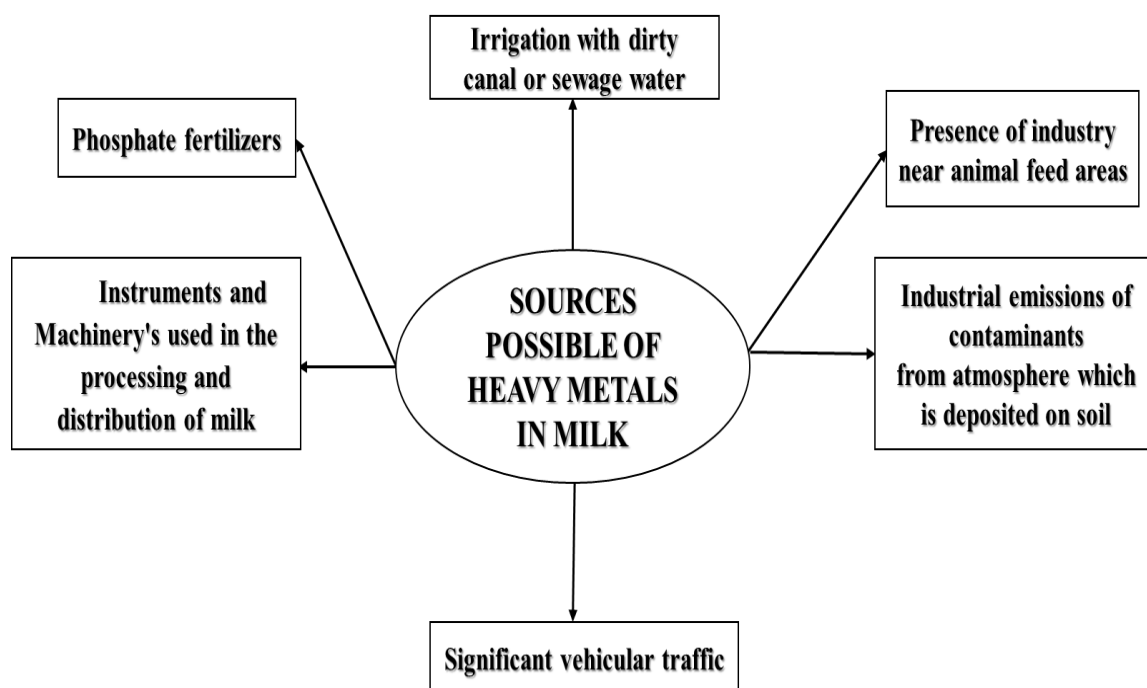 Irrigation with dirty
canal or sewage water
Phosphate fertilizers
Presence of industry
near animal feed areas
Instruments and
Machinery's used in the
processing and
distribution of milk
SOURCES
POSSIBLE OF
HEAVY METALS
IN MILK
Industrial emissions of
contaminants
from atmosphere which
is deposited on soil
Significant vehicular traffic